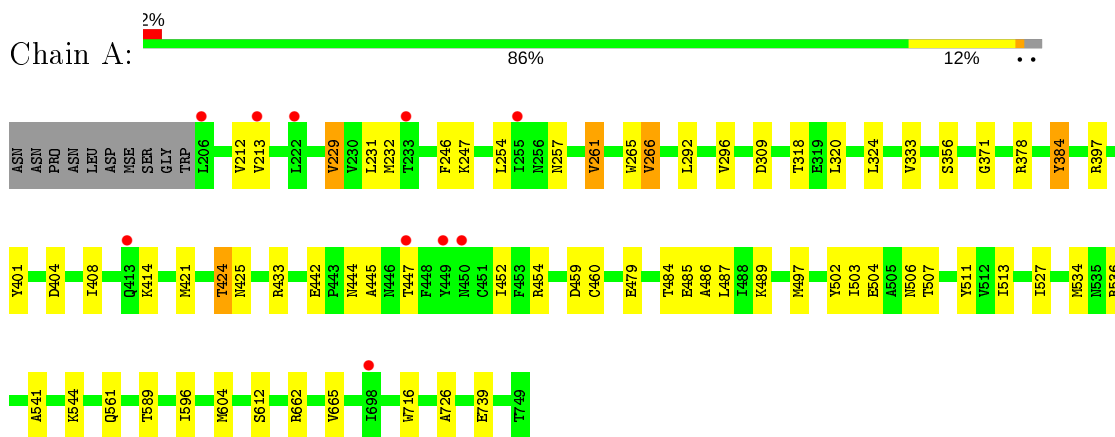 2%
Chain A:
86% 12% • •
ASN ASN PRO ASN LEU ASP MSE SER GLY TRP L206 V212 V213 L222 V229 V230 L231 M232 T233 F246 K247 L254 I255 N256 N257 V261 W265 V266 L292 V296 D309 T318 E319 L320 L324 V333 S356 G371 R378 Y384 R397
Y401 D404 I408 Q413 K414 M421 T424 N425 R433 E442 P443 N444 A445 N446 T447 F448 Y449 N450 C451 I452 F453 R454 D459 C460 E479 T484 E485 A486 L487 I488 K489 M497 Y502 I503 E504 A505 N506 T507 Y511 V512 I513 I527 M534 N535 R536
A541 K544 Q561 T589 I596 M604 S612 R662 V665 I698 W716 A726 E739 T749